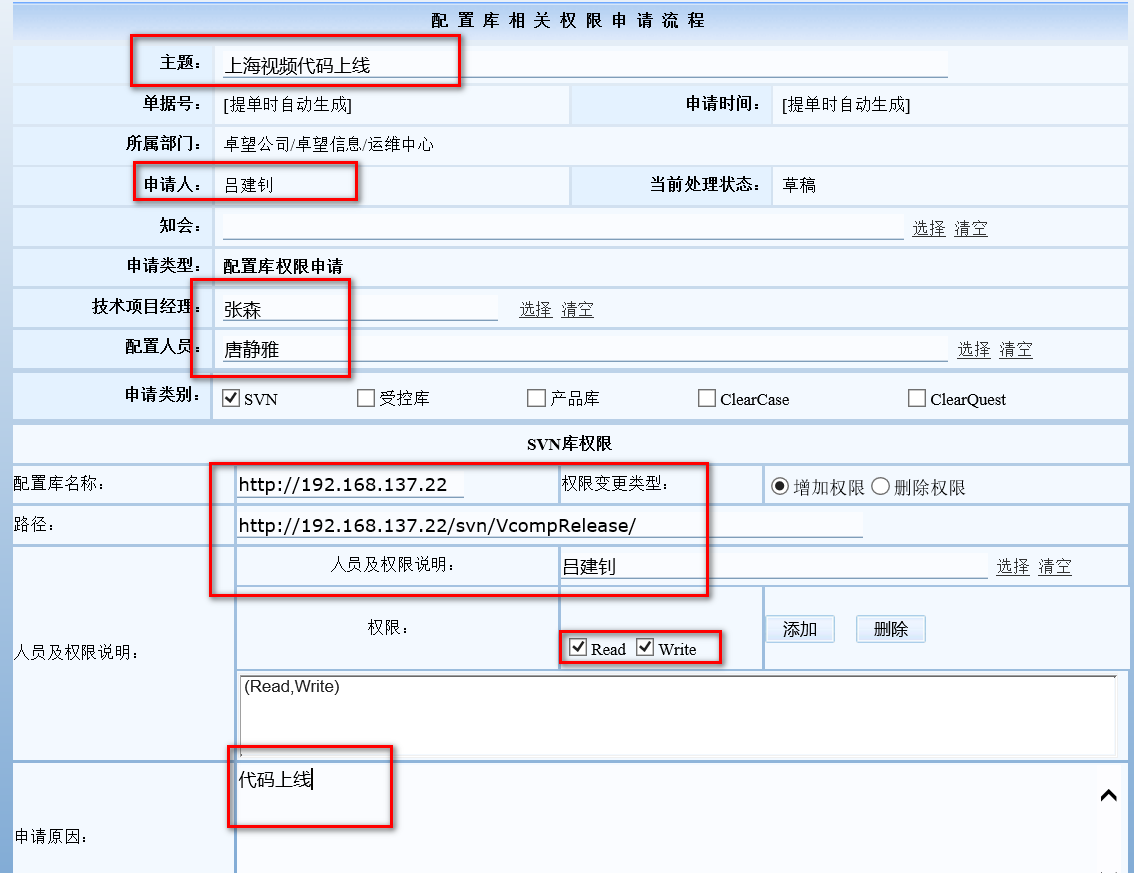 配置库相关权限申请流程
主题： 上海视频代码上线
单据号： [提单时自动生成] 申请时间： [提单时自动生成]
所属部门： 卓望公司/卓望信息/运维中心
申请人： 吕建钊 当前处理状态： 草稿
知会： 选择 清空
申请类型： 配置库权限申请
技术项目经理： 张森 选择 清空
配置人员： 唐静雅 选择 清空
申请类别： SVN 受控库 产品库 ClearCase ClearQuest
SVN库权限
配置库名称： http://192.168.137.22 权限变更类型： 增加权限 删除权限
路径： http://192.168.137.22/svn/VcompRelease/
人员及权限说明： 吕建钊 选择 清空
权限： Read Write 添加 删除
人员及权限说明：
(Read,Write)
代码上线
申请原因：